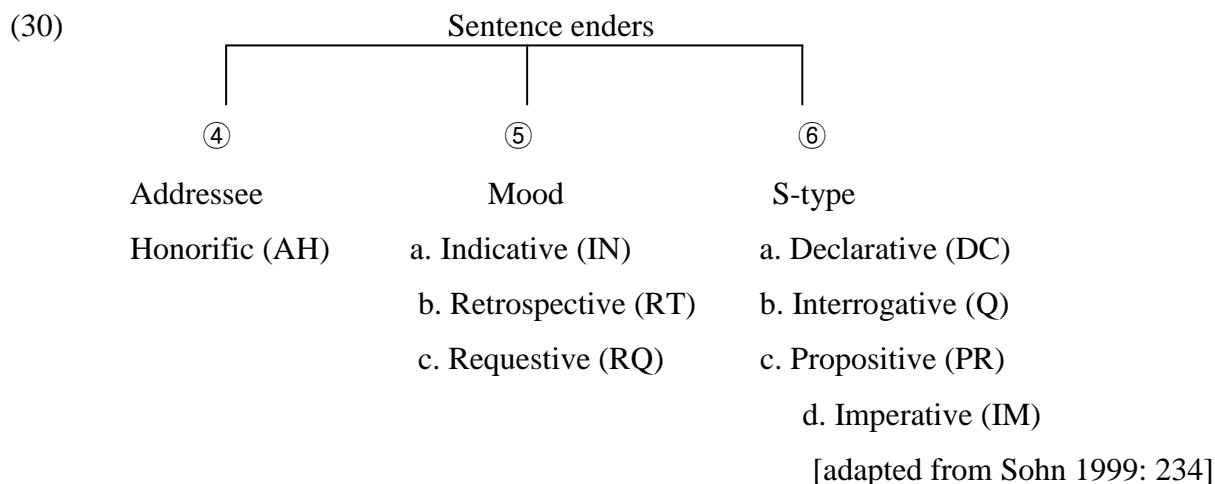 (30) Sentence enders
④ ⑤ ⑥
Addressee Mood S-type
Honorific (AH) a. Indicative (IN) a. Declarative (DC)
b. Retrospective (RT) b. Interrogative (Q)
c. Requestive (RQ) c. Propositive (PR)
d. Imperative (IM)
[adapted from Sohn 1999: 234]